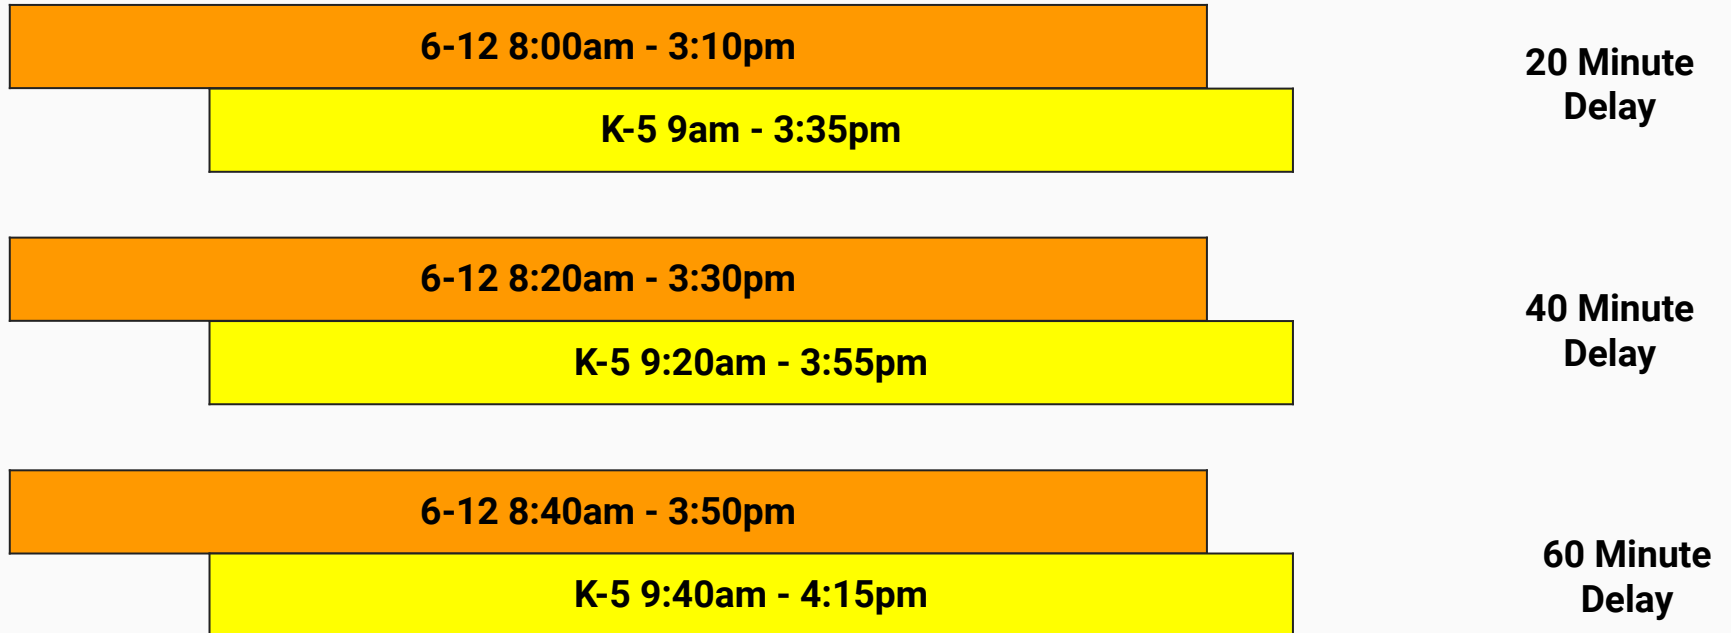 6-12 8:00am - 3:10pm
K-5 9am - 3:35pm
20 Minute
Delay
6-12 8:20am - 3:30pm
K-5 9:20am - 3:55pm
40 Minute
Delay
6-12 8:40am - 3:50pm
K-5 9:40am - 4:15pm
60 Minute
Delay